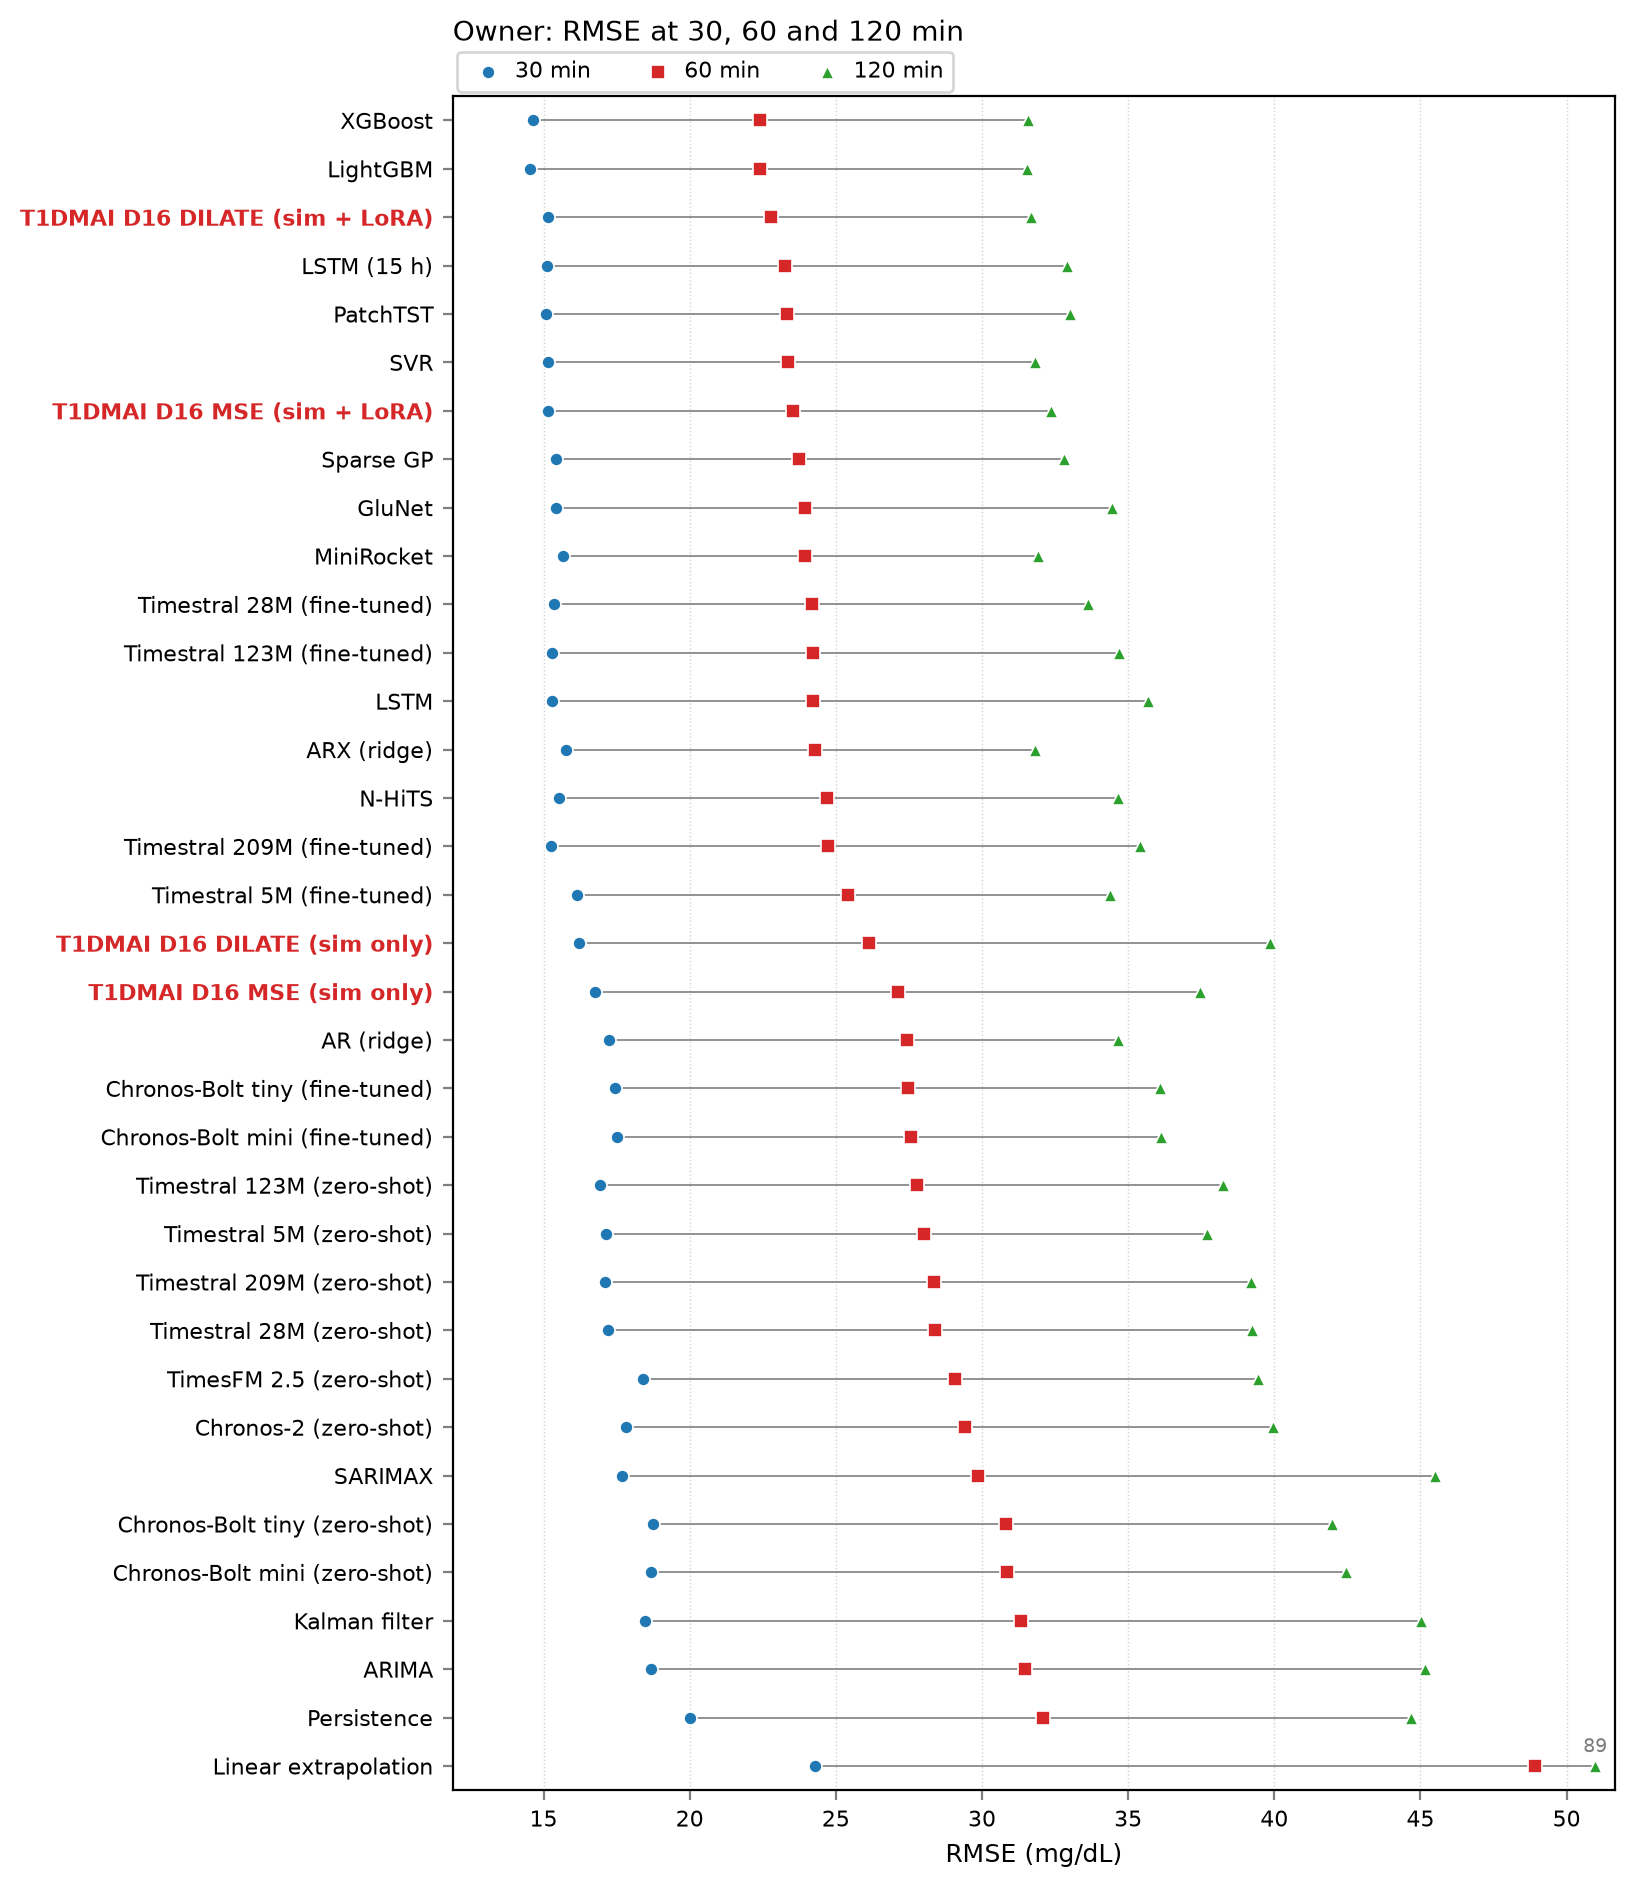 Owner: RMSE at 30, 60 and 120 min
30 min 60 min 120 min
XGBoost
LightGBM
T1DMAI D16 DILATE (sim + LoRA)
LSTM (15 h)
PatchTST
SVR
T1DMAI D16 MSE (sim + LoRA)
Sparse GP
GluNet
MiniRocket
Timestral 28M (fine-tuned)
Timestral 123M (fine-tuned)
LSTM
ARX (ridge)
N-HiTS
Timestral 209M (fine-tuned)
Timestral 5M (fine-tuned)
T1DMAI D16 DILATE (sim only)
T1DMAI D16 MSE (sim only)
AR (ridge)
Chronos-Bolt tiny (fine-tuned)
Chronos-Bolt mini (fine-tuned)
Timestral 123M (zero-shot)
Timestral 5M (zero-shot)
Timestral 209M (zero-shot)
Timestral 28M (zero-shot)
TimesFM 2.5 (zero-shot)
Chronos-2 (zero-shot)
SARIMAX
Chronos-Bolt tiny (zero-shot)
Chronos-Bolt mini (zero-shot)
Kalman filter
ARIMA
Persistence
89
Linear extrapolation
15 20 25 30 35 40 45 50
RMSE (mg/dL)